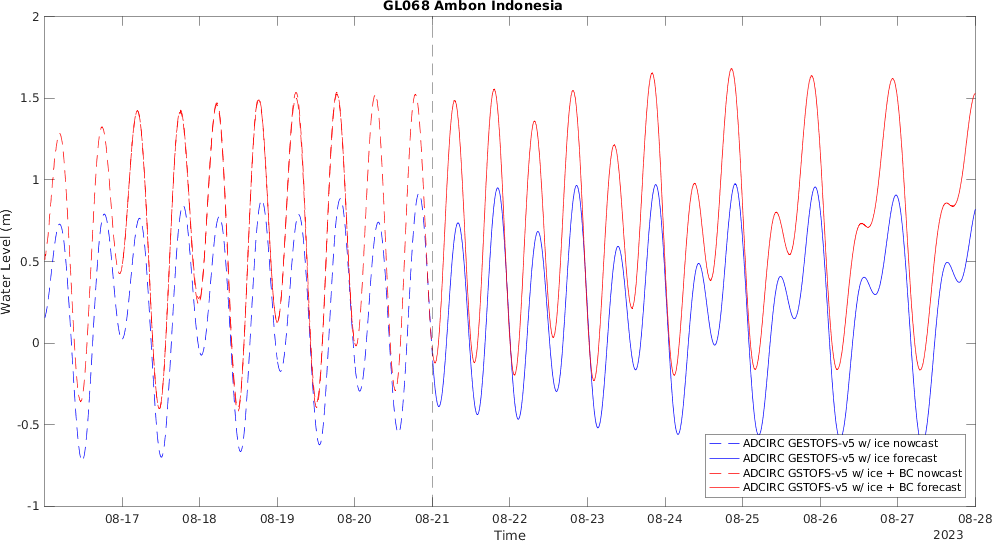 GL068 Ambon Indonesia
2
1.5
1
0.5
0
-0.5
-1
Water Level (m)
08-17 08-18 08-19 08-20 08-21 08-22 08-23 08-24 08-25 08-26 08-27 08-28
Time
2023
ADCIRC GESTOFS-v5 w/ ice nowcast
ADCIRC GESTOFS-v5 w/ ice forecast
ADCIRC GSTOFS-v5 w/ ice + BC nowcast
ADCIRC GSTOFS-v5 w/ ice + BC forecast